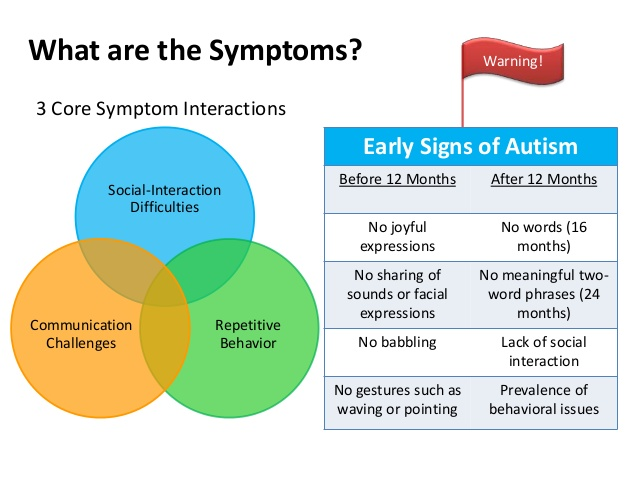 What are the Symptoms?
Warning!
3 Core Symptom Interactions
Social-Interaction
Difficulties
Communication
Challenges
Repetitive
Behavior
Early Signs of Autism
Before 12 Months
After 12 Months
No joyful
expressions
No words (16
months)
No sharing of
sounds or facial
expressions
No meaningful two-
word phrases (24
months)
No babbling
Lack of social
interaction
No gestures such as
waving or pointing
Prevalence of
behavioral issues